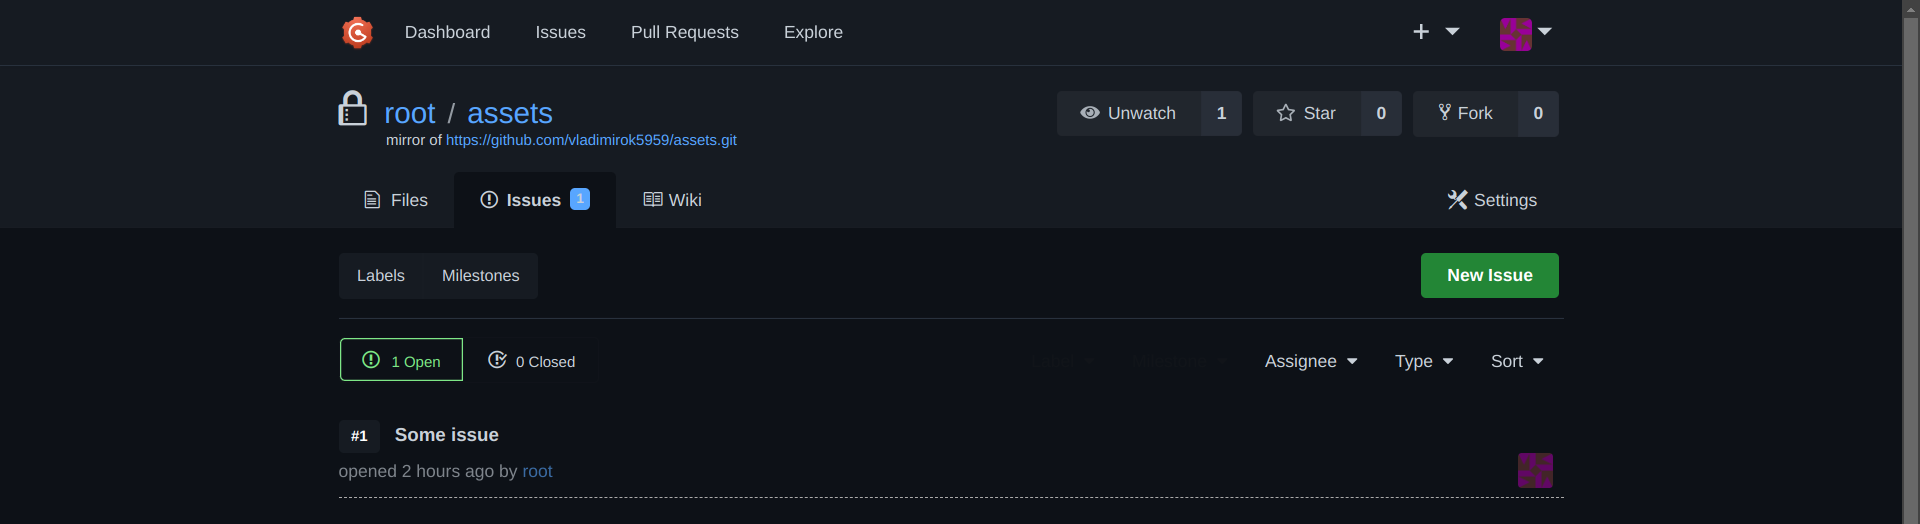 Dashboard Issues Pull Requests Explore
root / assets
Unwatch 1 Star 0 Fork 0
mirror of https://github.com/vladimirok5959/assets.git
Files Issues 1 Wiki Settings
Labels Milestones New Issue
1 Open 0 Closed Label Milestone Assignee Type Sort
#1 Some issue
opened 2 hours ago by root